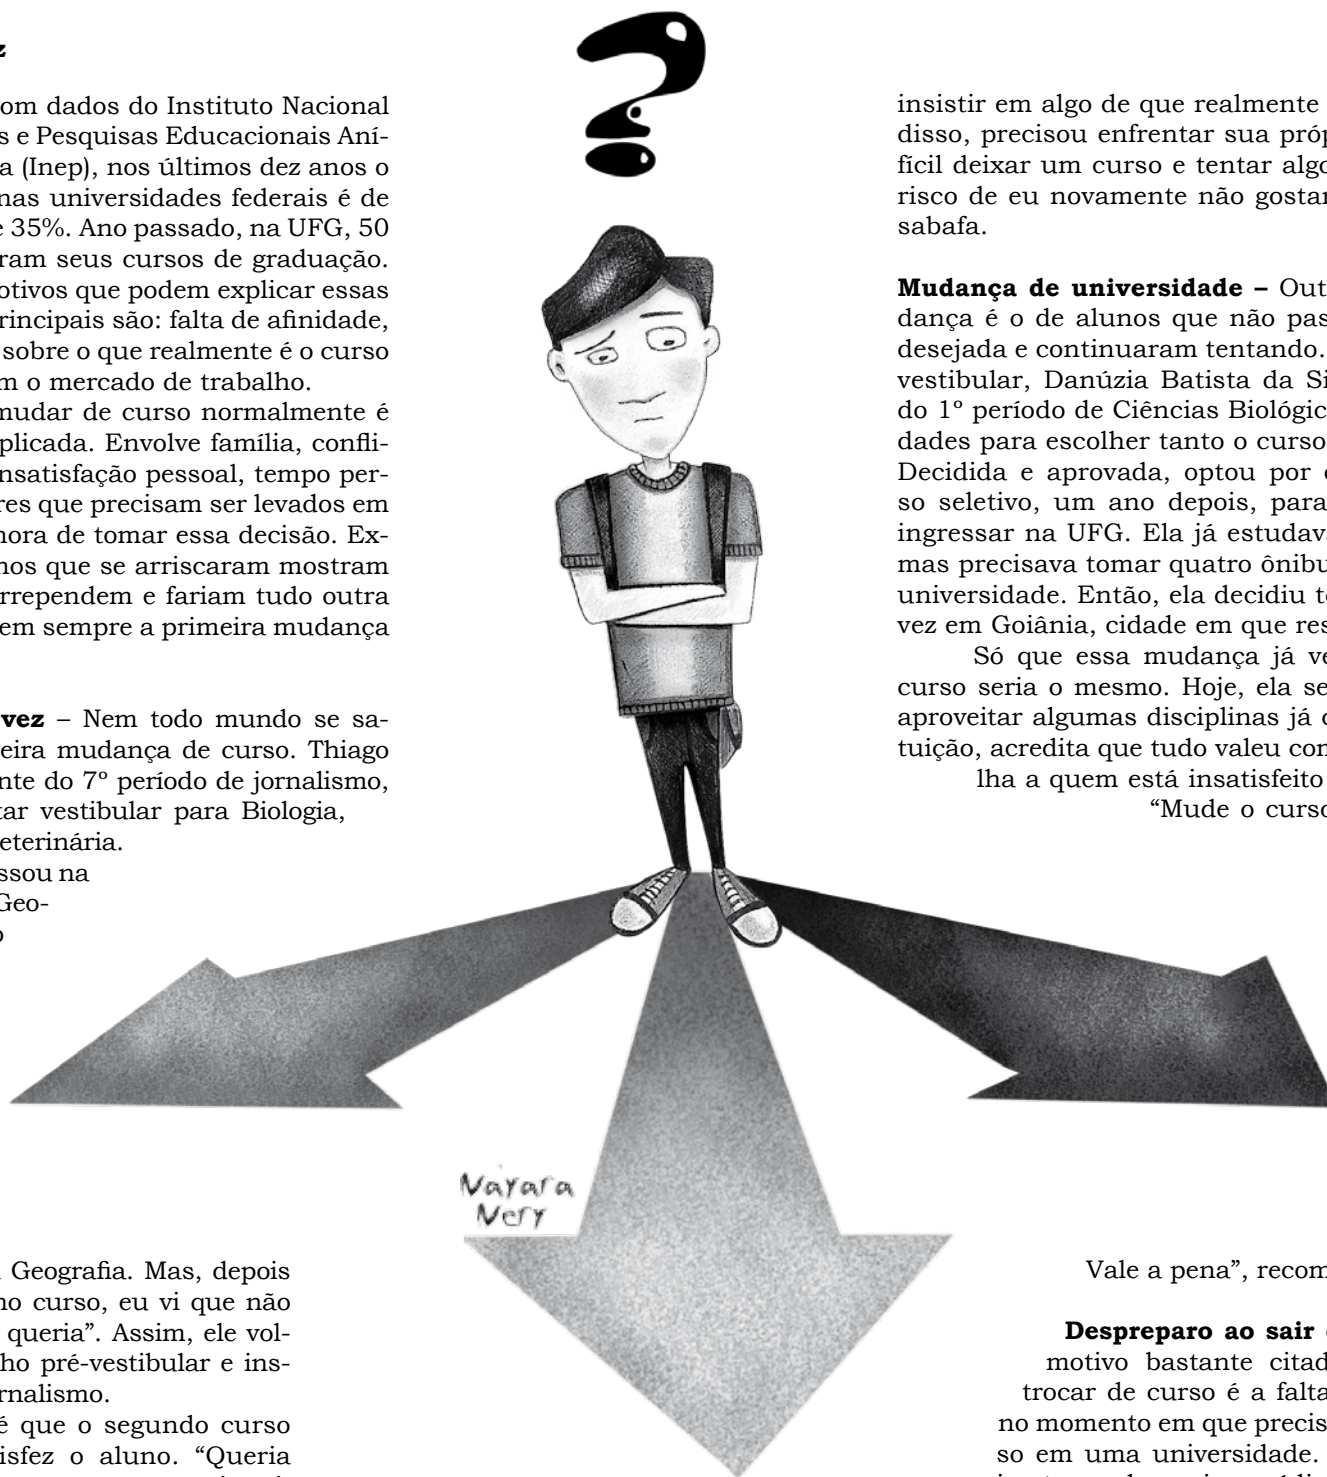 om dados do Instituto Nacional
s e Pesquisas Educacionais Aní-
a (Inep), nos últimos dez anos o
nas universidades federais é de
e 35%. Ano passado, na UFG, 50
ram seus cursos de graduação.
otivos que podem explicar essas
rincipais são: falta de afinidade,
sobre o que realmente é o curso
m o mercado de trabalho.
mudar de curso normalmente é
plicada. Envolve família, confli-
nsatisfação pessoal, tempo per-
res que precisam ser levados em
hora de tomar essa decisão. Ex-
nos que se arriscaram mostram
rrependem e fariam tudo outra
em sempre a primeira mudança
vez – Nem todo mundo se sa-
eira mudança de curso. Thiago
nte do 7º período de jornalismo,
tar vestibular para Biologia,
eterinária.
ssou na
Geo-
o
Geografia. Mas, depois
no curso, eu vi que não
queria”. Assim, ele vol-
ho pré-vestibular e ins-
rnalismo.
é que o segundo curso
isfez o aluno. “Queria
?
Nayara
Nery
insistir em algo de que realmente
disso, precisou enfrentar sua próp
fícil deixar um curso e tentar algo
risco de eu novamente não gostar
sabafa.
Mudança de universidade – Out
dança é o de alunos que não pas
desejada e continuaram tentando.
vestibular, Danúzia Batista da Si
do 1º período de Ciências Biológic
dades para escolher tanto o curso
Decidida e aprovada, optou por
so seletivo, um ano depois, para
ingressar na UFG. Ela já estudava
mas precisava tomar quatro ônibu
universidade. Então, ela decidiu te
vez em Goiânia, cidade em que res
Só que essa mudança já ve
curso seria o mesmo. Hoje, ela se
aproveitar algumas disciplinas já
tuição, acredita que tudo valeu
lha a quem está insatisfeito
“Mude o curso
Vale a pena”, recom
Despreparo ao sair
motivo bastante citad
trocar de curso é a falta
no momento em que precis
so em uma universidade.